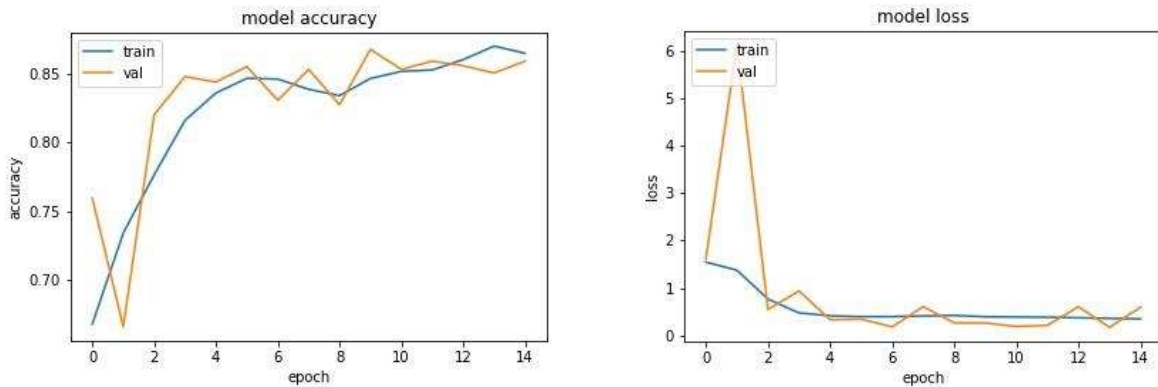 model accuracy
train
val
0.85
0.80
0.75
0.70
accuracy
0 2 4 6 8 10 12 14
epoch
model loss
train
val
6
5
4
3
2
1
0
loss
0 2 4 6 8 10 12 14
epoch